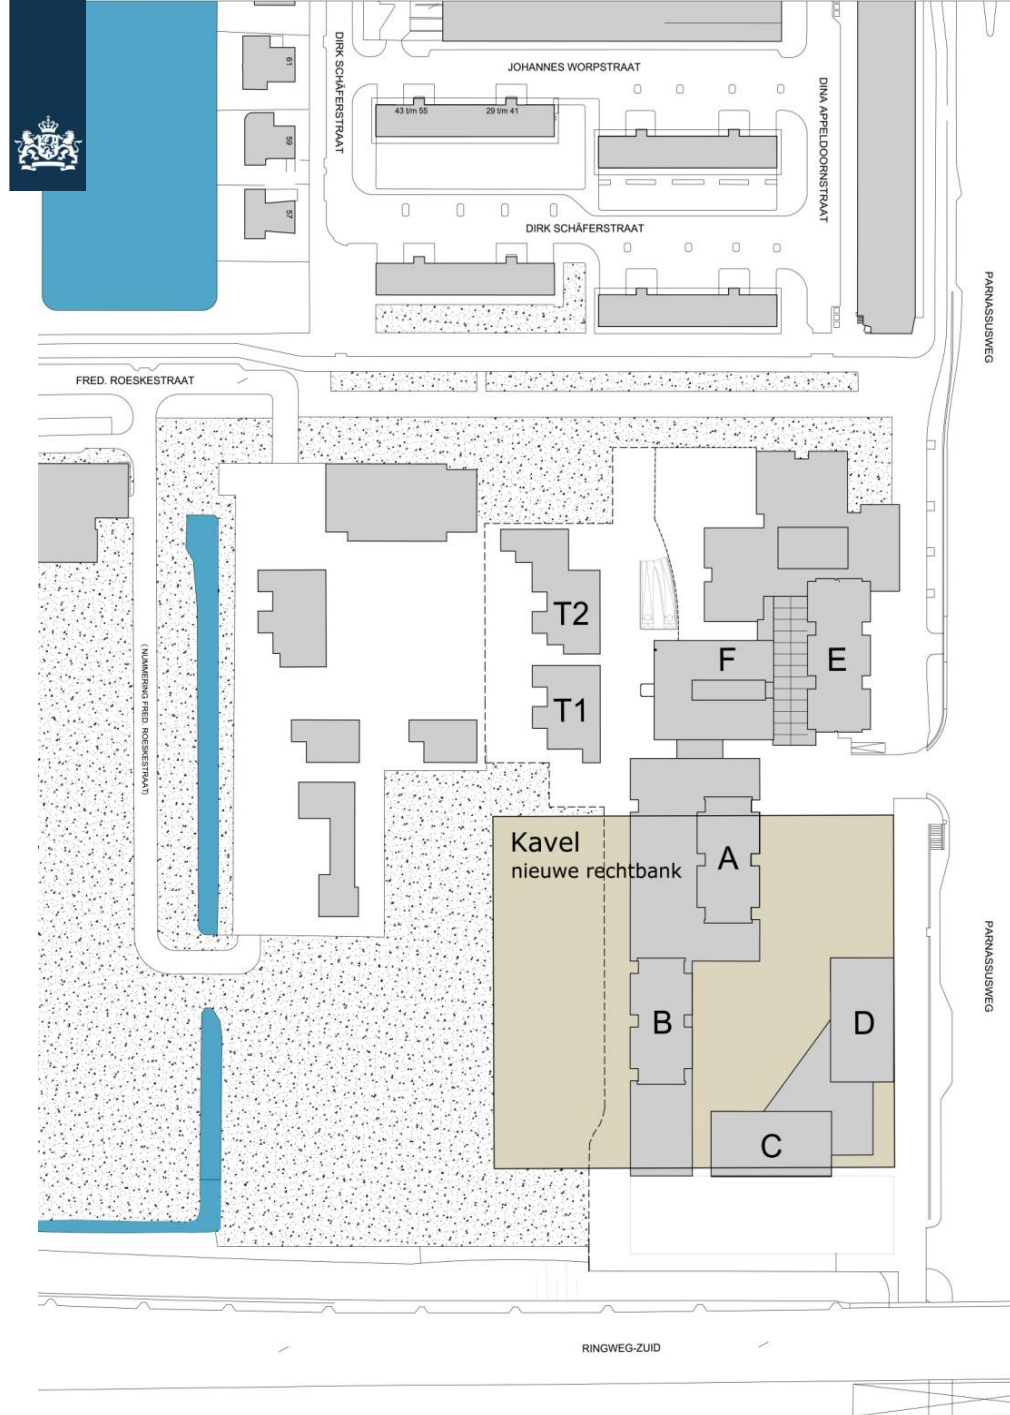 61
DIRK SCHÄFERSTRAAT
JOHANNES WORPSTRAAT
DINA APPELDOORNSTRAAT
43 t/m 55
29 t/m 41
59
57
DIRK SCHÄFERSTRAAT
PARNASSUSWEG
FRED. ROESKESTRAAT
T2
F
E
T1
( NUMMERING FRED. ROESKESTRAAT)
Kavel
nieuwe rechtbank
A
B
D
C
PARNASSUSWEG
RINGWEG-ZUID